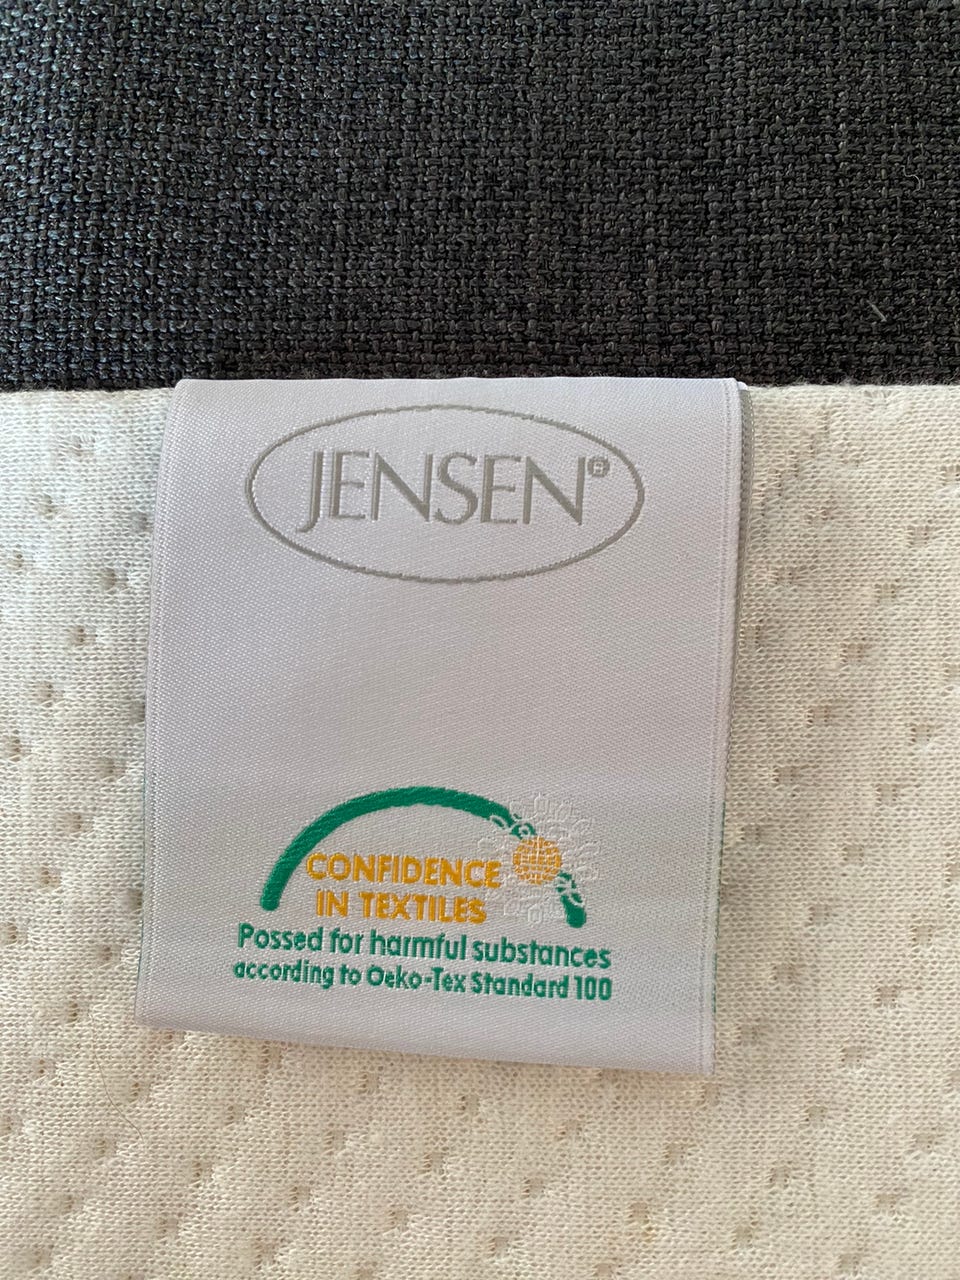 JENSEN®
CONFIDENCE
IN TEXTILES
Possed for harmful substances
according to Oeko-Tex Standard 100